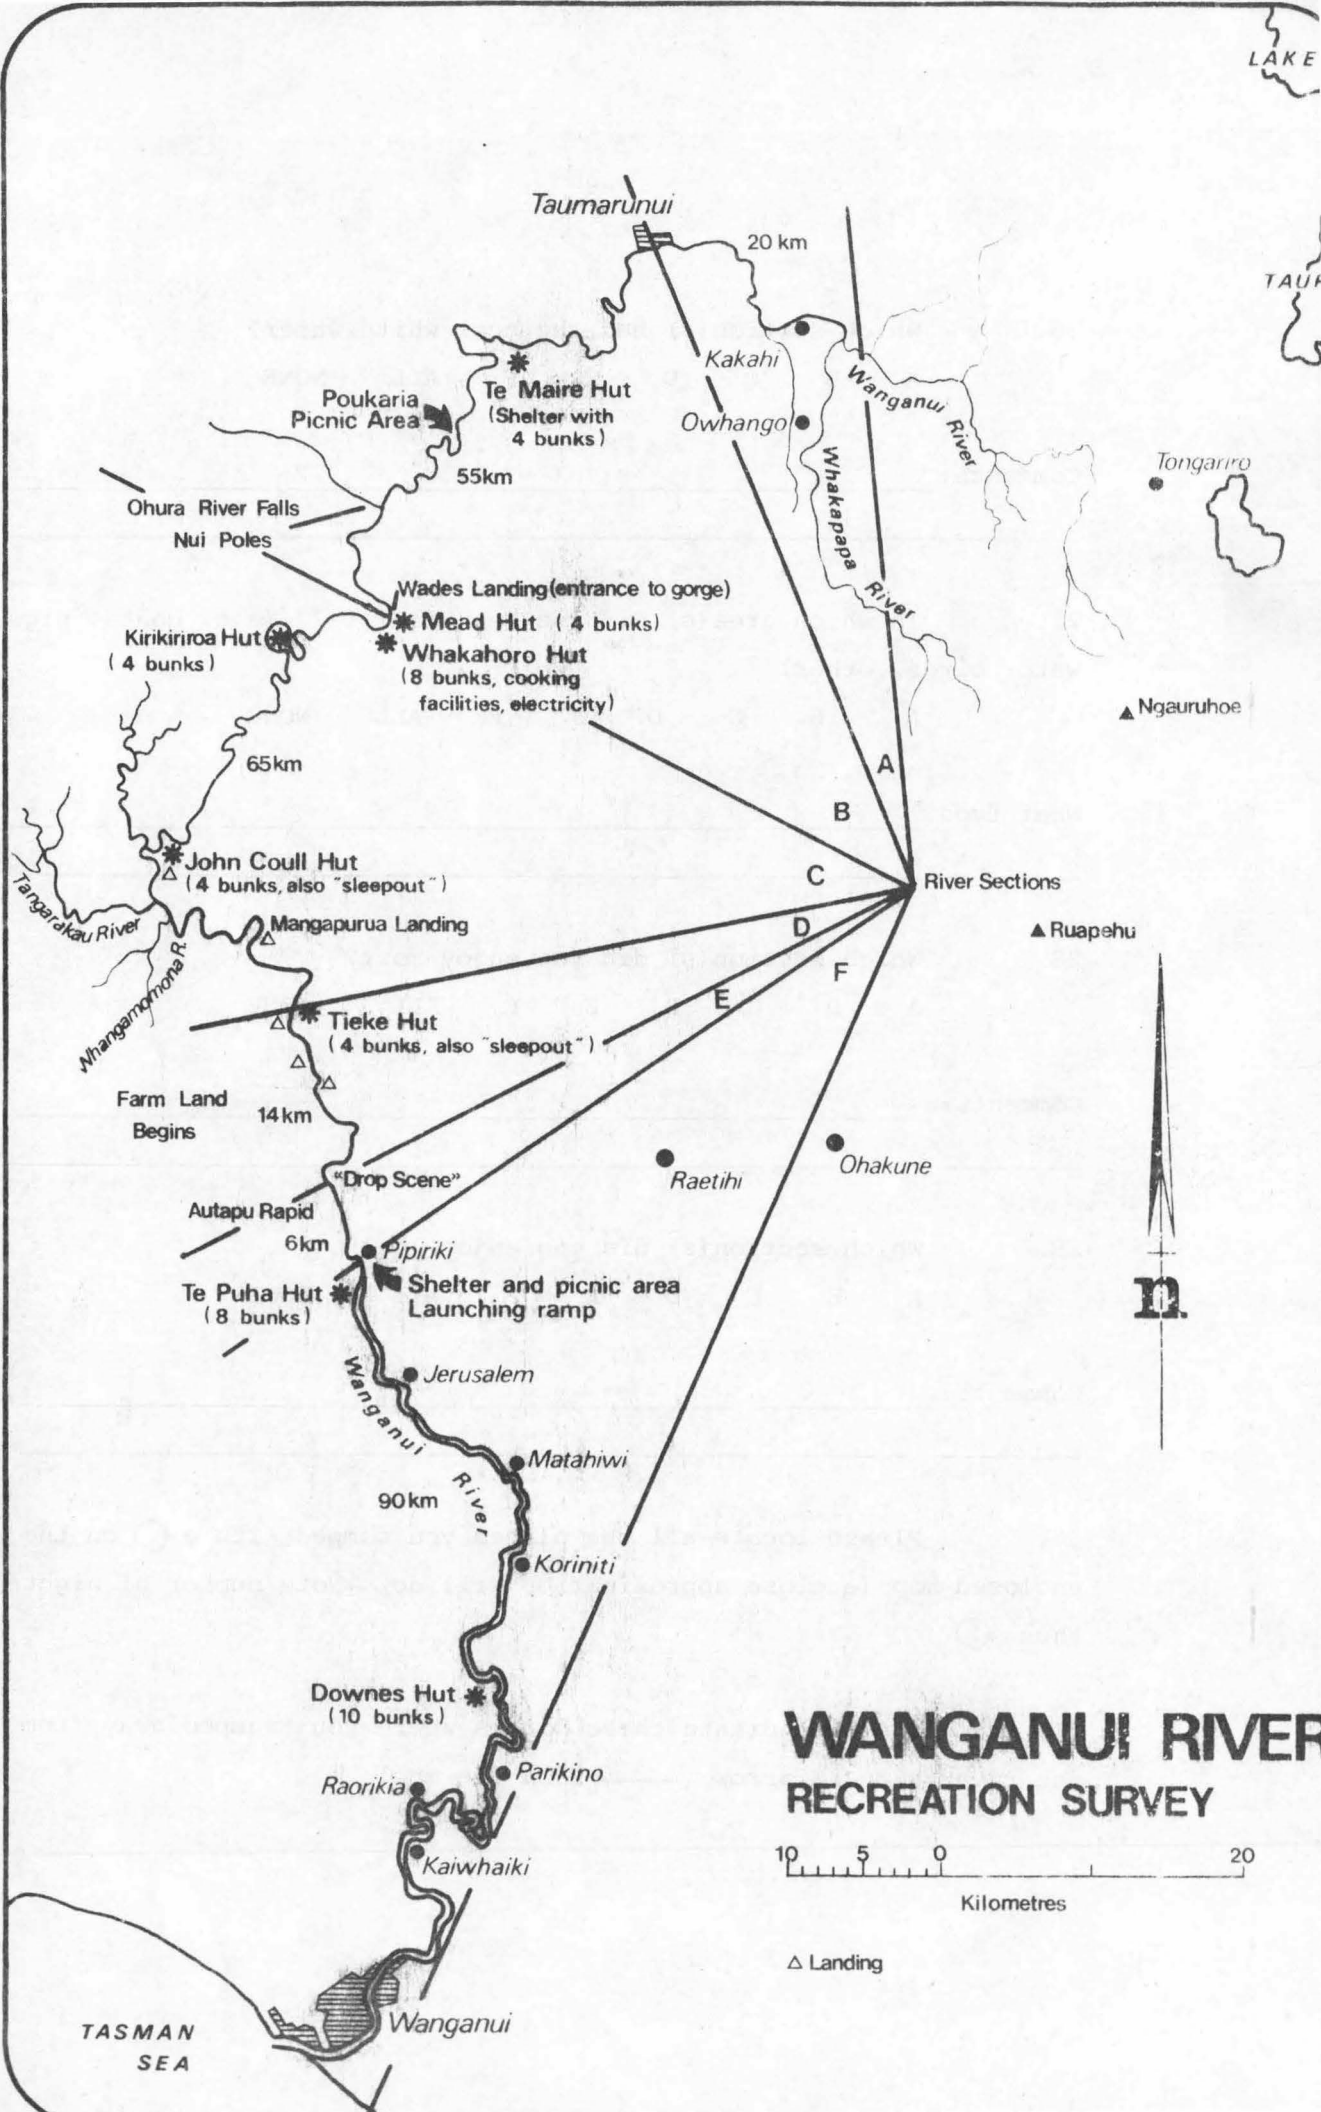 LAKE
Taumarunui
20 km
TAU
Kakahi
Wanganui
River
Te Maire Hut
(Shelter with
4 bunks)
Poukaria
Picnic Area
Owhango
Whakapapa
River
55km
Tongariro
Ohura River Falls
Nui Poles
Wades Landing (entrance to gorge)
Mead Hut (4 bunks)
Kirikiriroa Hut
(4 bunks)
Whakahoro Hut
(8 bunks, cooking
facilities, electricity)
Ngauruhoe
65km
A
B
C
D
E
F
River Sections
John Coull Hut
(4 bunks, also "sleepout")
Tangarakau River
Mangapurua Landing
Ruapehu
Whangamomona R.
Tieke Hut
(4 bunks, also "sleepout")
Farm Land
Begins
14km
Raetihi
Ohakune
"Drop Scene"
Autapu Rapid
6km
Pipiriki
Shelter and picnic area
Launching ramp
Te Puha Hut
(8 bunks)
n
Jerusalem
Wanganui
River
Matahiwi
90km
Koriniti
Downes Hut
(10 bunks)
Parikino
Raorikia
Kaiwhaiki
WANGANUI RIVER
RECREATION SURVEY
10 5 0 20
Kilometres
Landing
Wanganui
TASMAN
SEA